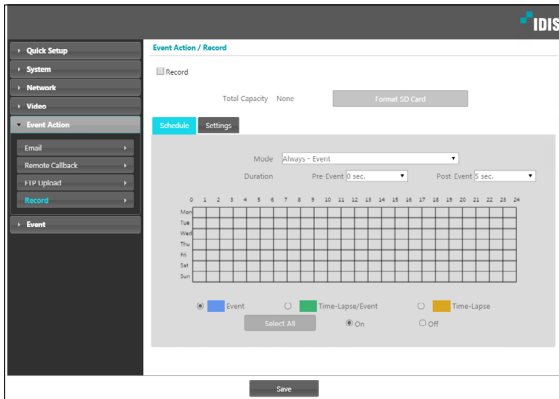 IDIS
Quick Setup
System
Network
Video
Event Action
Email
Remote Callback
FTP Upload
Record
Event
Event Action / Record
Record
Total Capacity None Format SD Card
Schedule Settings
Mode Always - Event
Duration Pre Event 0 sec. Post Event 5 sec.
0 1 2 3 4 5 6 7 8 9 10 11 12 13 14 15 16 17 18 19 20 21 22 23 24
Mon
Tue
Wed
Thu
Fri
Sat
Sun
Event Time-Lapse/Event Time-Lapse
Select All On Off
Save